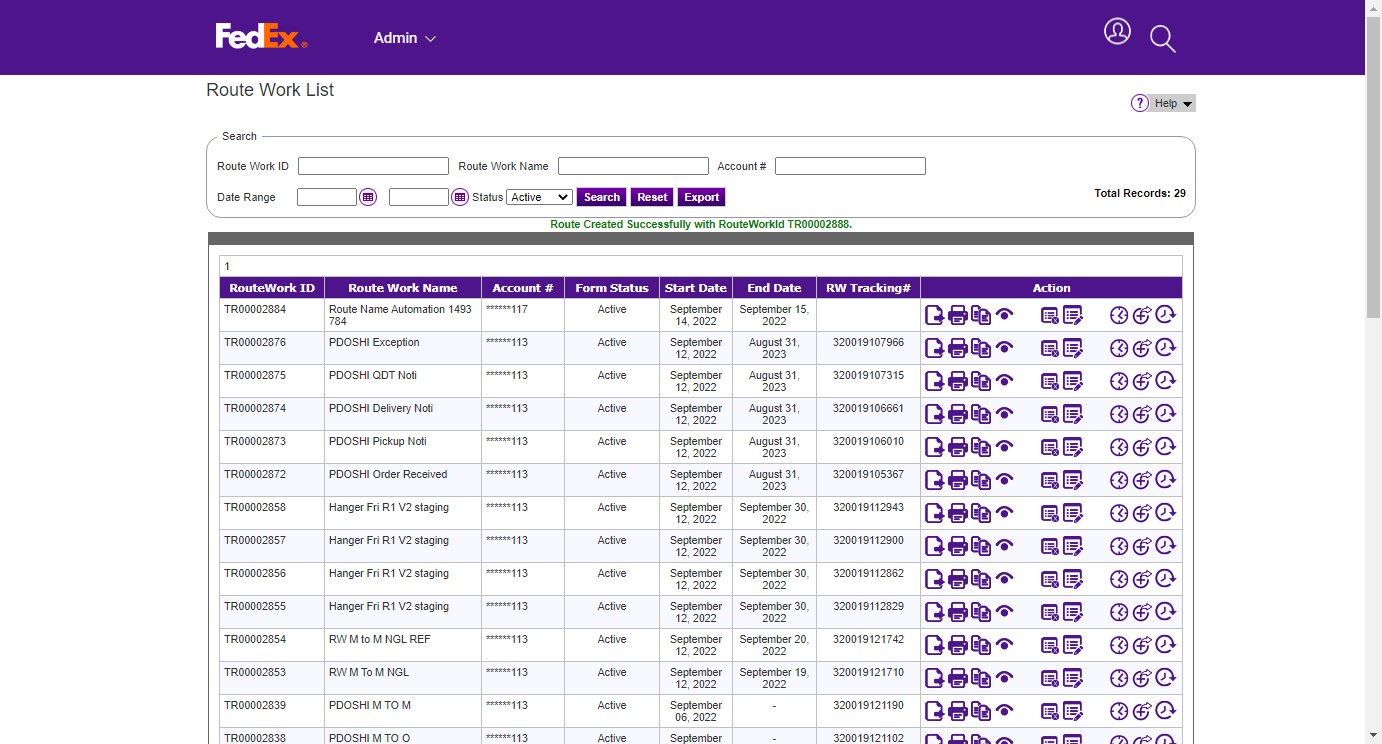 FedEx®
Admin
Route Work List
? Help
Search
Route Work ID Route Work Name Account #
Date Range Status Active Search Reset Export
Total Records: 29
Route Created Successfully with RouteWorkId TR00002888.
1
RouteWork ID Route Work Name Account # Form Status Start Date End Date RW Tracking# Action
TR00002884 Route Name Automation 1493 ******117 Active September September 15,
784 14, 2022 2022
TR00002876 PDOSHI Exception ******113 Active September August 31, 320019107966
12, 2022 2023
TR00002875 PDOSHI QDT Noti ******113 Active September August 31, 320019107315
12, 2022 2023
TR00002874 PDOSHI Delivery Noti ******113 Active September August 31, 320019106661
12, 2022 2023
TR00002873 PDOSHI Pickup Noti ******113 Active September August 31, 320019106010
12, 2022 2023
TR00002872 PDOSHI Order Received ******113 Active September August 31, 320019105367
12, 2022 2023
TR00002858 Hanger Fri R1 V2 staging ******113 Active September September 30, 320019112943
12, 2022 2022
TR00002857 Hanger Fri R1 V2 staging ******113 Active September September 30, 320019112900
12, 2022 2022
TR00002856 Hanger Fri R1 V2 staging ******113 Active September September 30, 320019112862
12, 2022 2022
TR00002855 Hanger Fri R1 V2 staging ******113 Active September September 30, 320019112829
12, 2022 2022
TR00002854 RW M to M NGL REF ******113 Active September September 20, 320019121742
12, 2022 2022
TR00002853 RW M To M NGL ******113 Active September September 19, 320019121710
12, 2022 2022
TR00002839 PDOSHI M TO M ******113 Active September - 320019121190
06, 2022
TR00002838 PDOSHI M TO O ******113 Active September - 320019121102